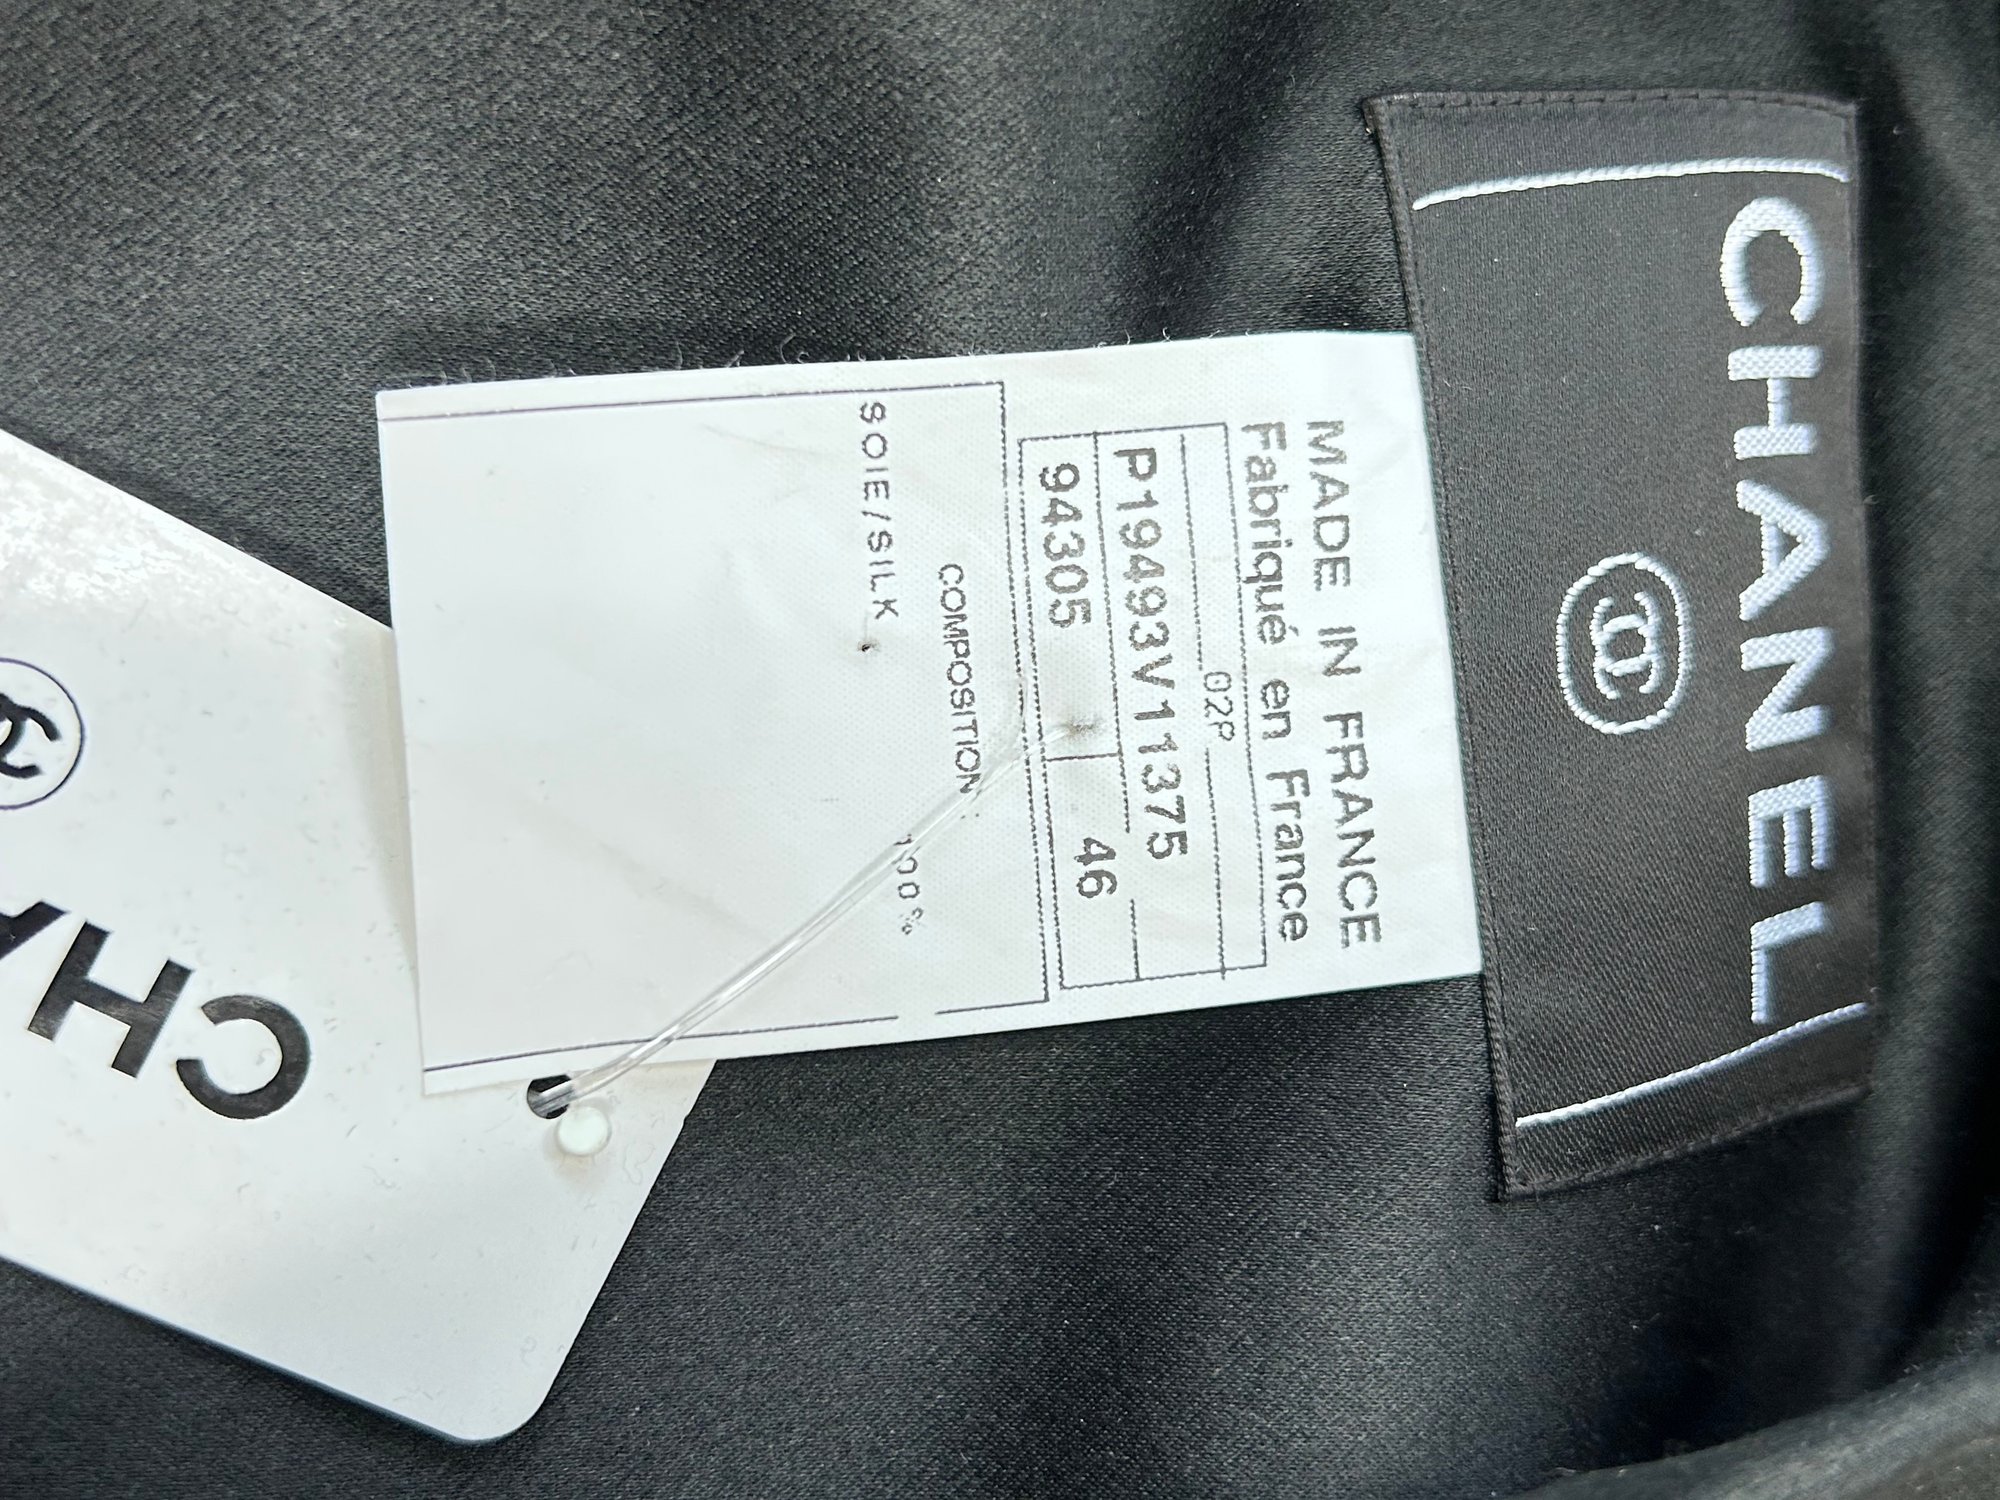 CHANEL
MADE IN FRANCE
Fabriqué en France
02P
P19493V11375
94305 46
COMPOSITION
SOIE/SILK 100%
CHA